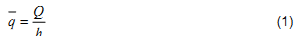 q̅ = Q/h (1)